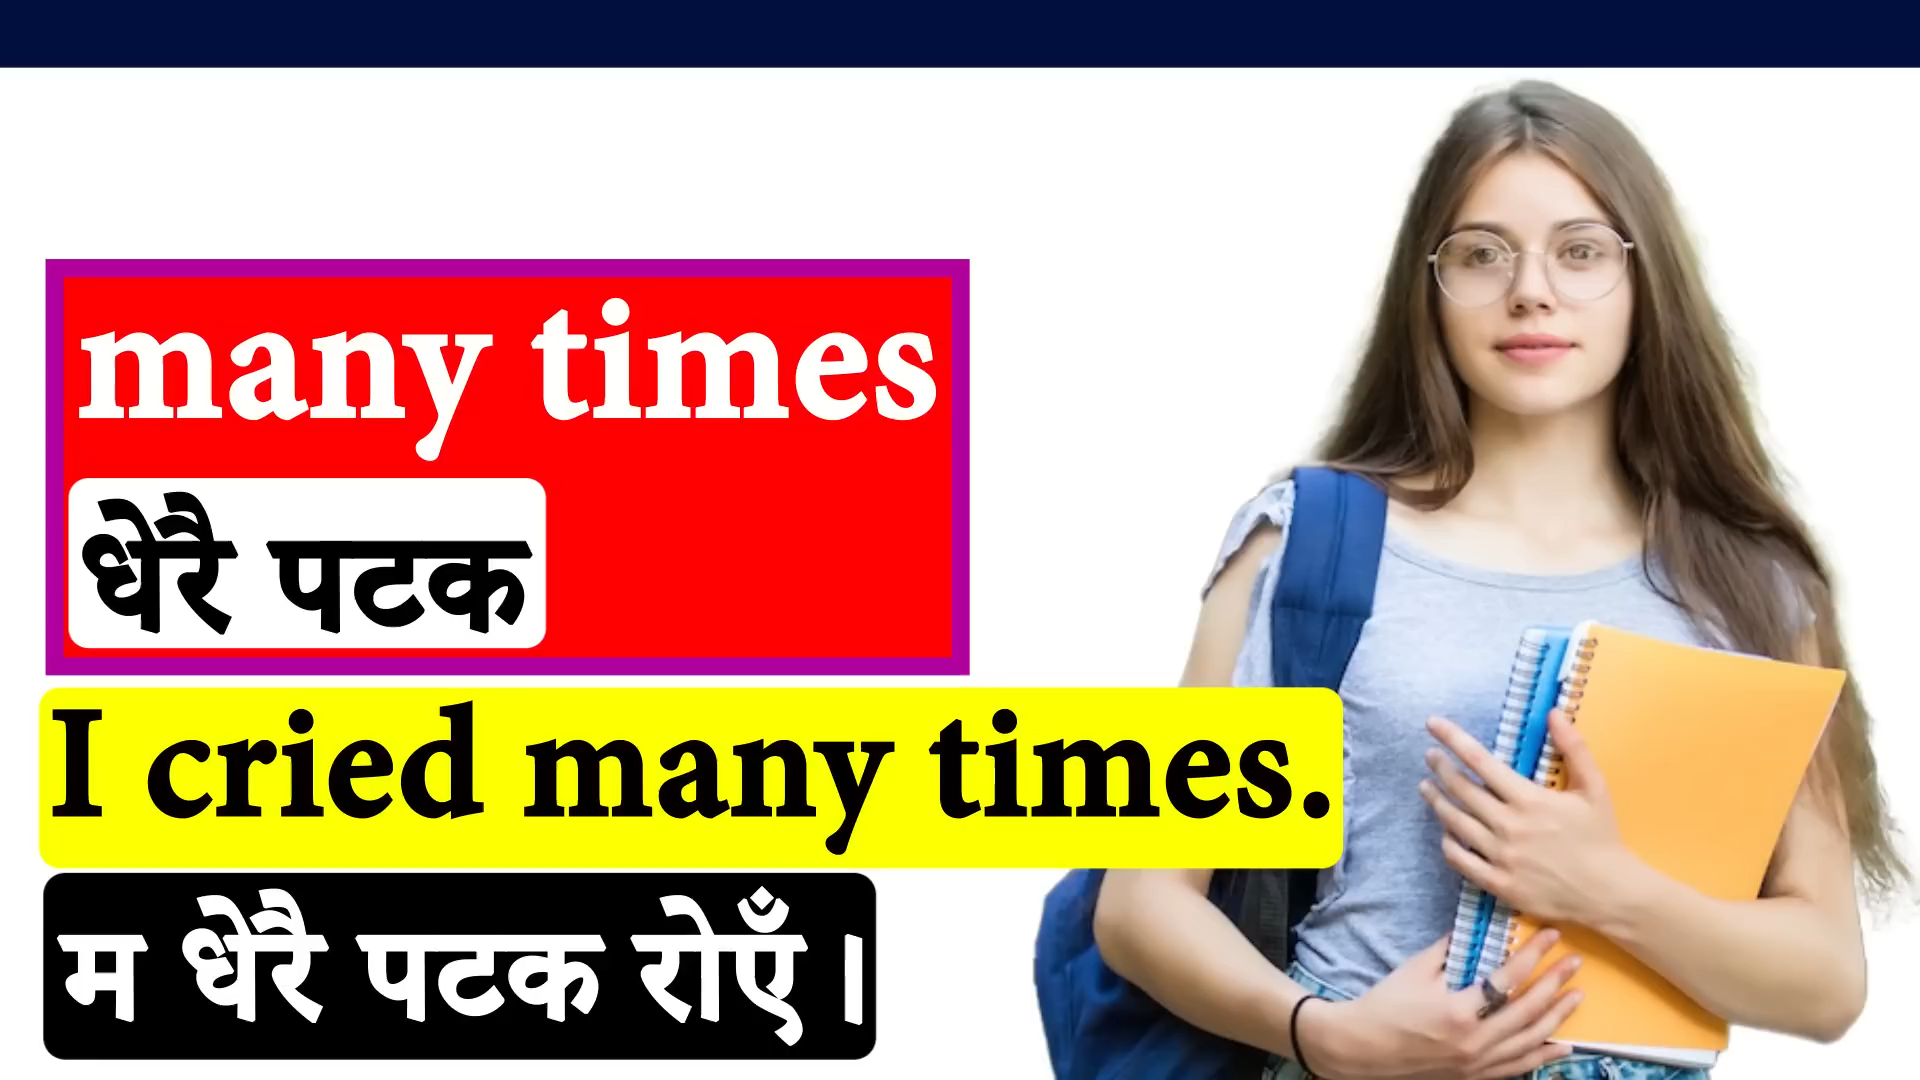 many times
धेरै पटक
I cried many times.
म धेरै पटक रोएँ ।